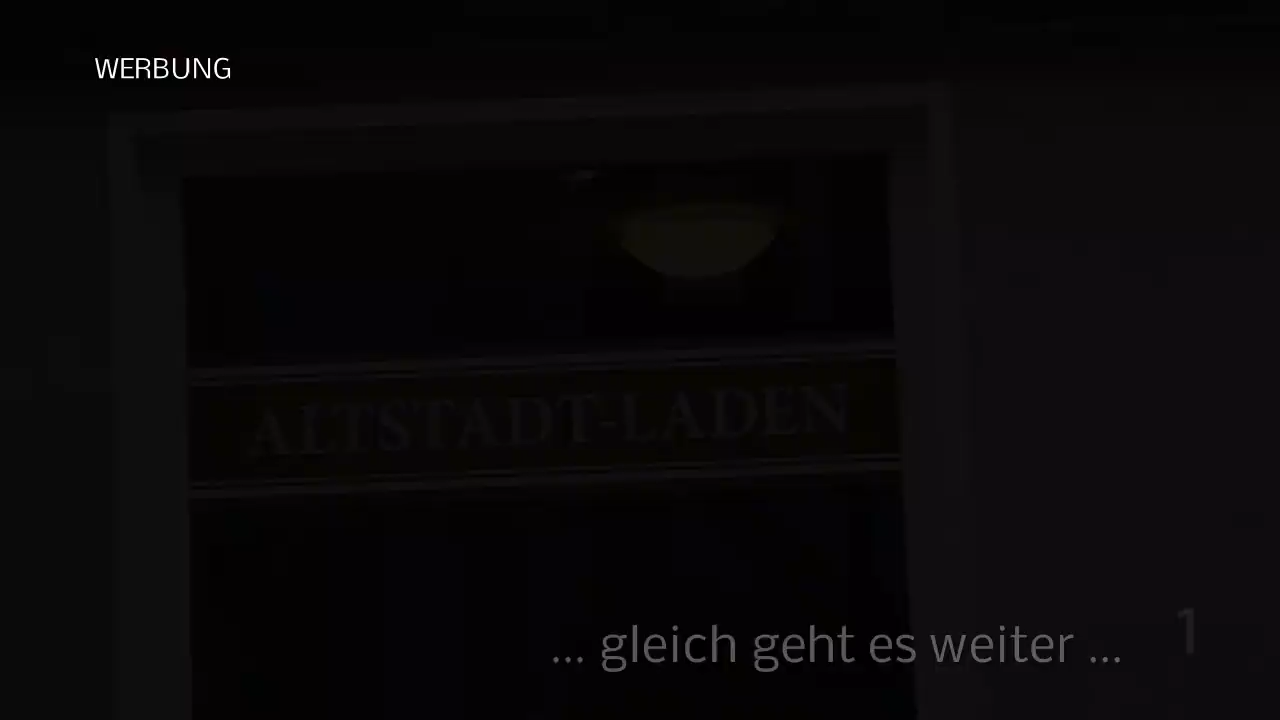 WERBUNG
ALTSTADT-LADEN
... gleich geht es weiter ...
1